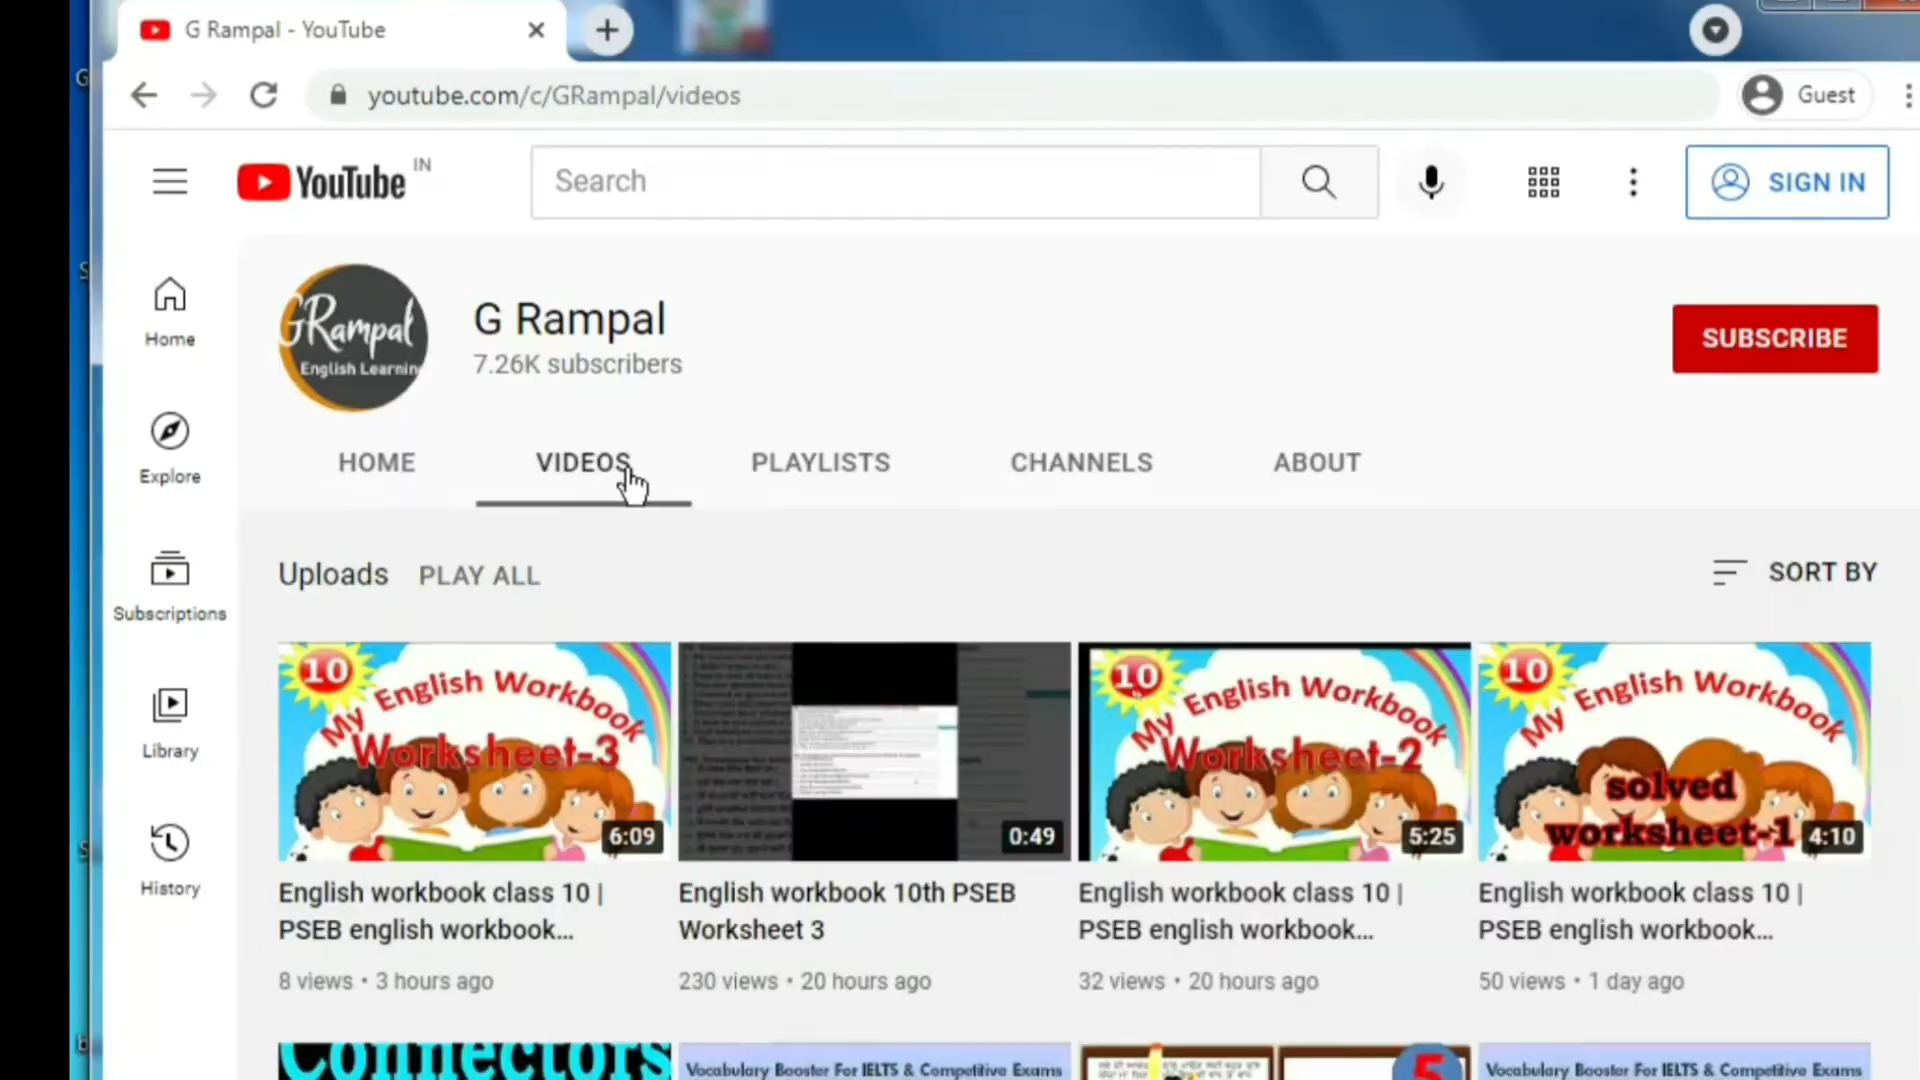 G Rampal - YouTube
youtube.com/c/GRampal/videos
Guest
YouTube IN
Search
SIGN IN
Home
Explore
Subscriptions
Library
History
GRampal
English Learnin
G Rampal
7.26K subscribers
SUBSCRIBE
HOME VIDEOS PLAYLISTS CHANNELS ABOUT
Uploads PLAY ALL
SORT BY
10
My English Workbook
Worksheet-3
6:09
0:49
10
My English Workbook
Worksheet-2
5:25
10
My English Workbook
solved
worksheet-1
4:10
English workbook class 10 |
PSEB english workbook...
8 views • 3 hours ago
English workbook 10th PSEB
Worksheet 3
230 views • 20 hours ago
English workbook class 10 |
PSEB english workbook...
32 views • 20 hours ago
English workbook class 10 |
PSEB english workbook...
50 views • 1 day ago
Connectors
Vocabulary Booster For IELTS & Competitive Exams
5
Vocabulary Booster For IELTS & Competitive Exams